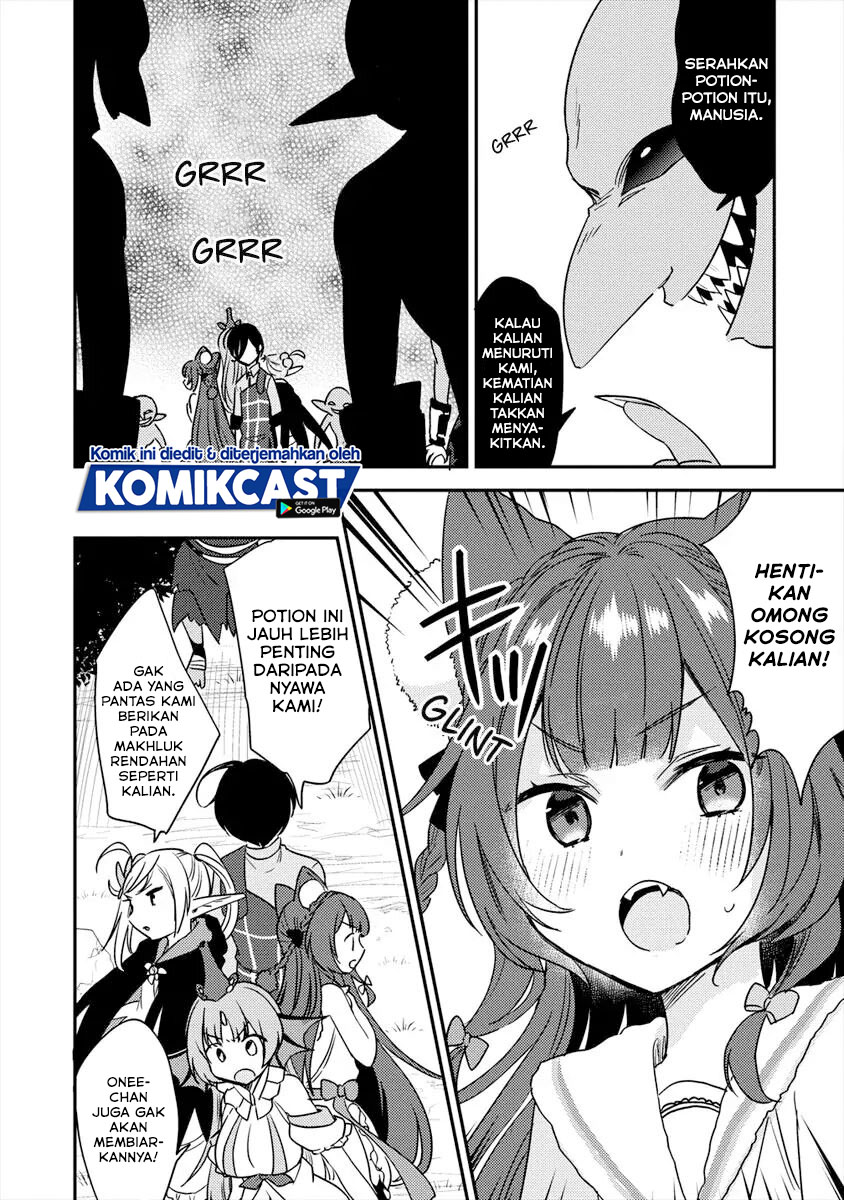 SERAHKAN
POTION-
POTION ITU,
MANUSIA.
GRRR
KALAU
KALIAN
MENURUTI
KAMI,
KEMATIAN
KALIAN
TAKKAN
MENYA-
KITKAN.
GRRR
GRRR
Komik ini diedit & diterjemahkan oleh
KOMIKCAST
GET IT ON
Google Play
HENTI-
KAN
OMONG
KOSONG
KALIAN!
GLINT
POTION INI
JAUH LEBIH
PENTING
DARIPADA
NYAWA
KAMI!
GAK
ADA YANG
PANTAS KAMI
BERIKAN
PADA
MAKHLUK
RENDAHAN
SEPERTI
KALIAN.
ONEE-
CHAN
JUGA GAK
AKAN
MEMBIAR-
KANNYA!